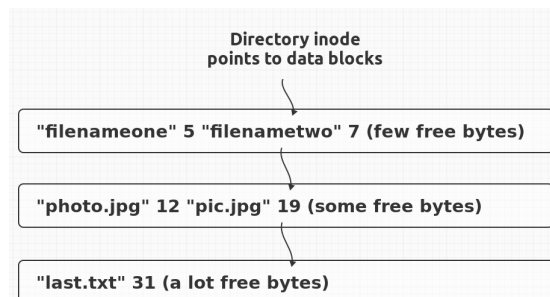 Directory inode
points to data blocks
"filenameone" 5 "filenametwo" 7 (few free bytes)
"photo.jpg" 12 "pic.jpg" 19 (some free bytes)
"last.txt" 31 (a lot free bytes)